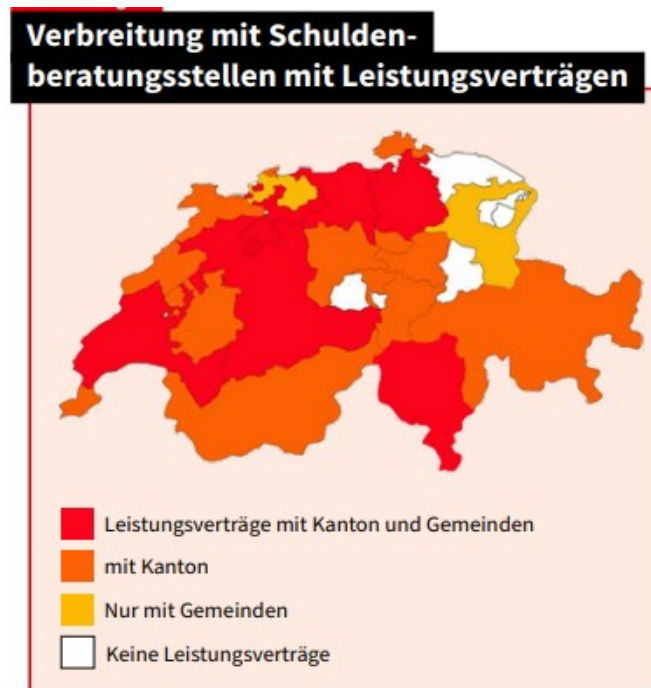 Verbreitung mit Schulden-
beratungsstellen mit Leistungsverträgen
Leistungsverträge mit Kanton und Gemeinden
mit Kanton
Nur mit Gemeinden
Keine Leistungsverträge